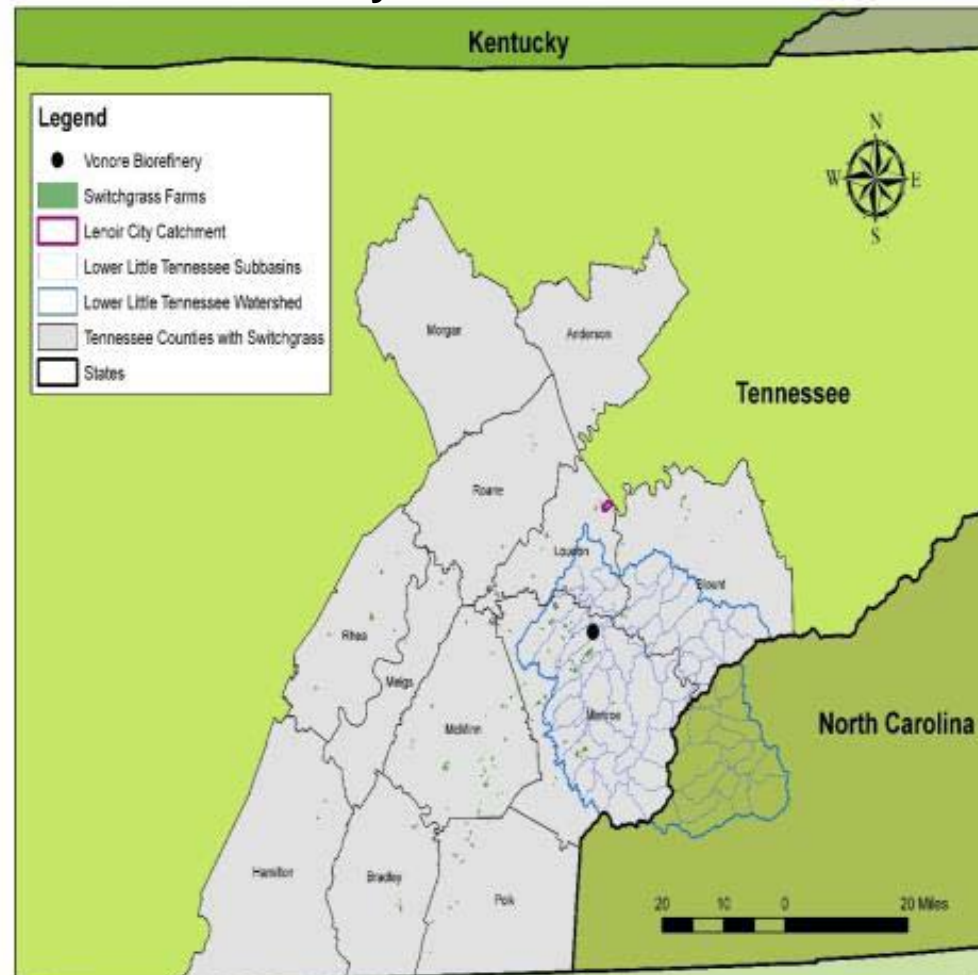 Kentucky
Legend
Vonore Biorefinery
Switchgrass Farms
Lenoir City Catchment
Lower Little Tennessee Subbasins
Lower Little Tennessee Watershed
Tennessee Counties with Switchgrass
States
N
W E
S
Morgan
Anderson
Tennessee
Roane
Loudon
Blount
Rhea
Meigs
Monroe
McMinn
North Carolina
Hamilton
Bradley
Polk
20 10 0 20 Miles